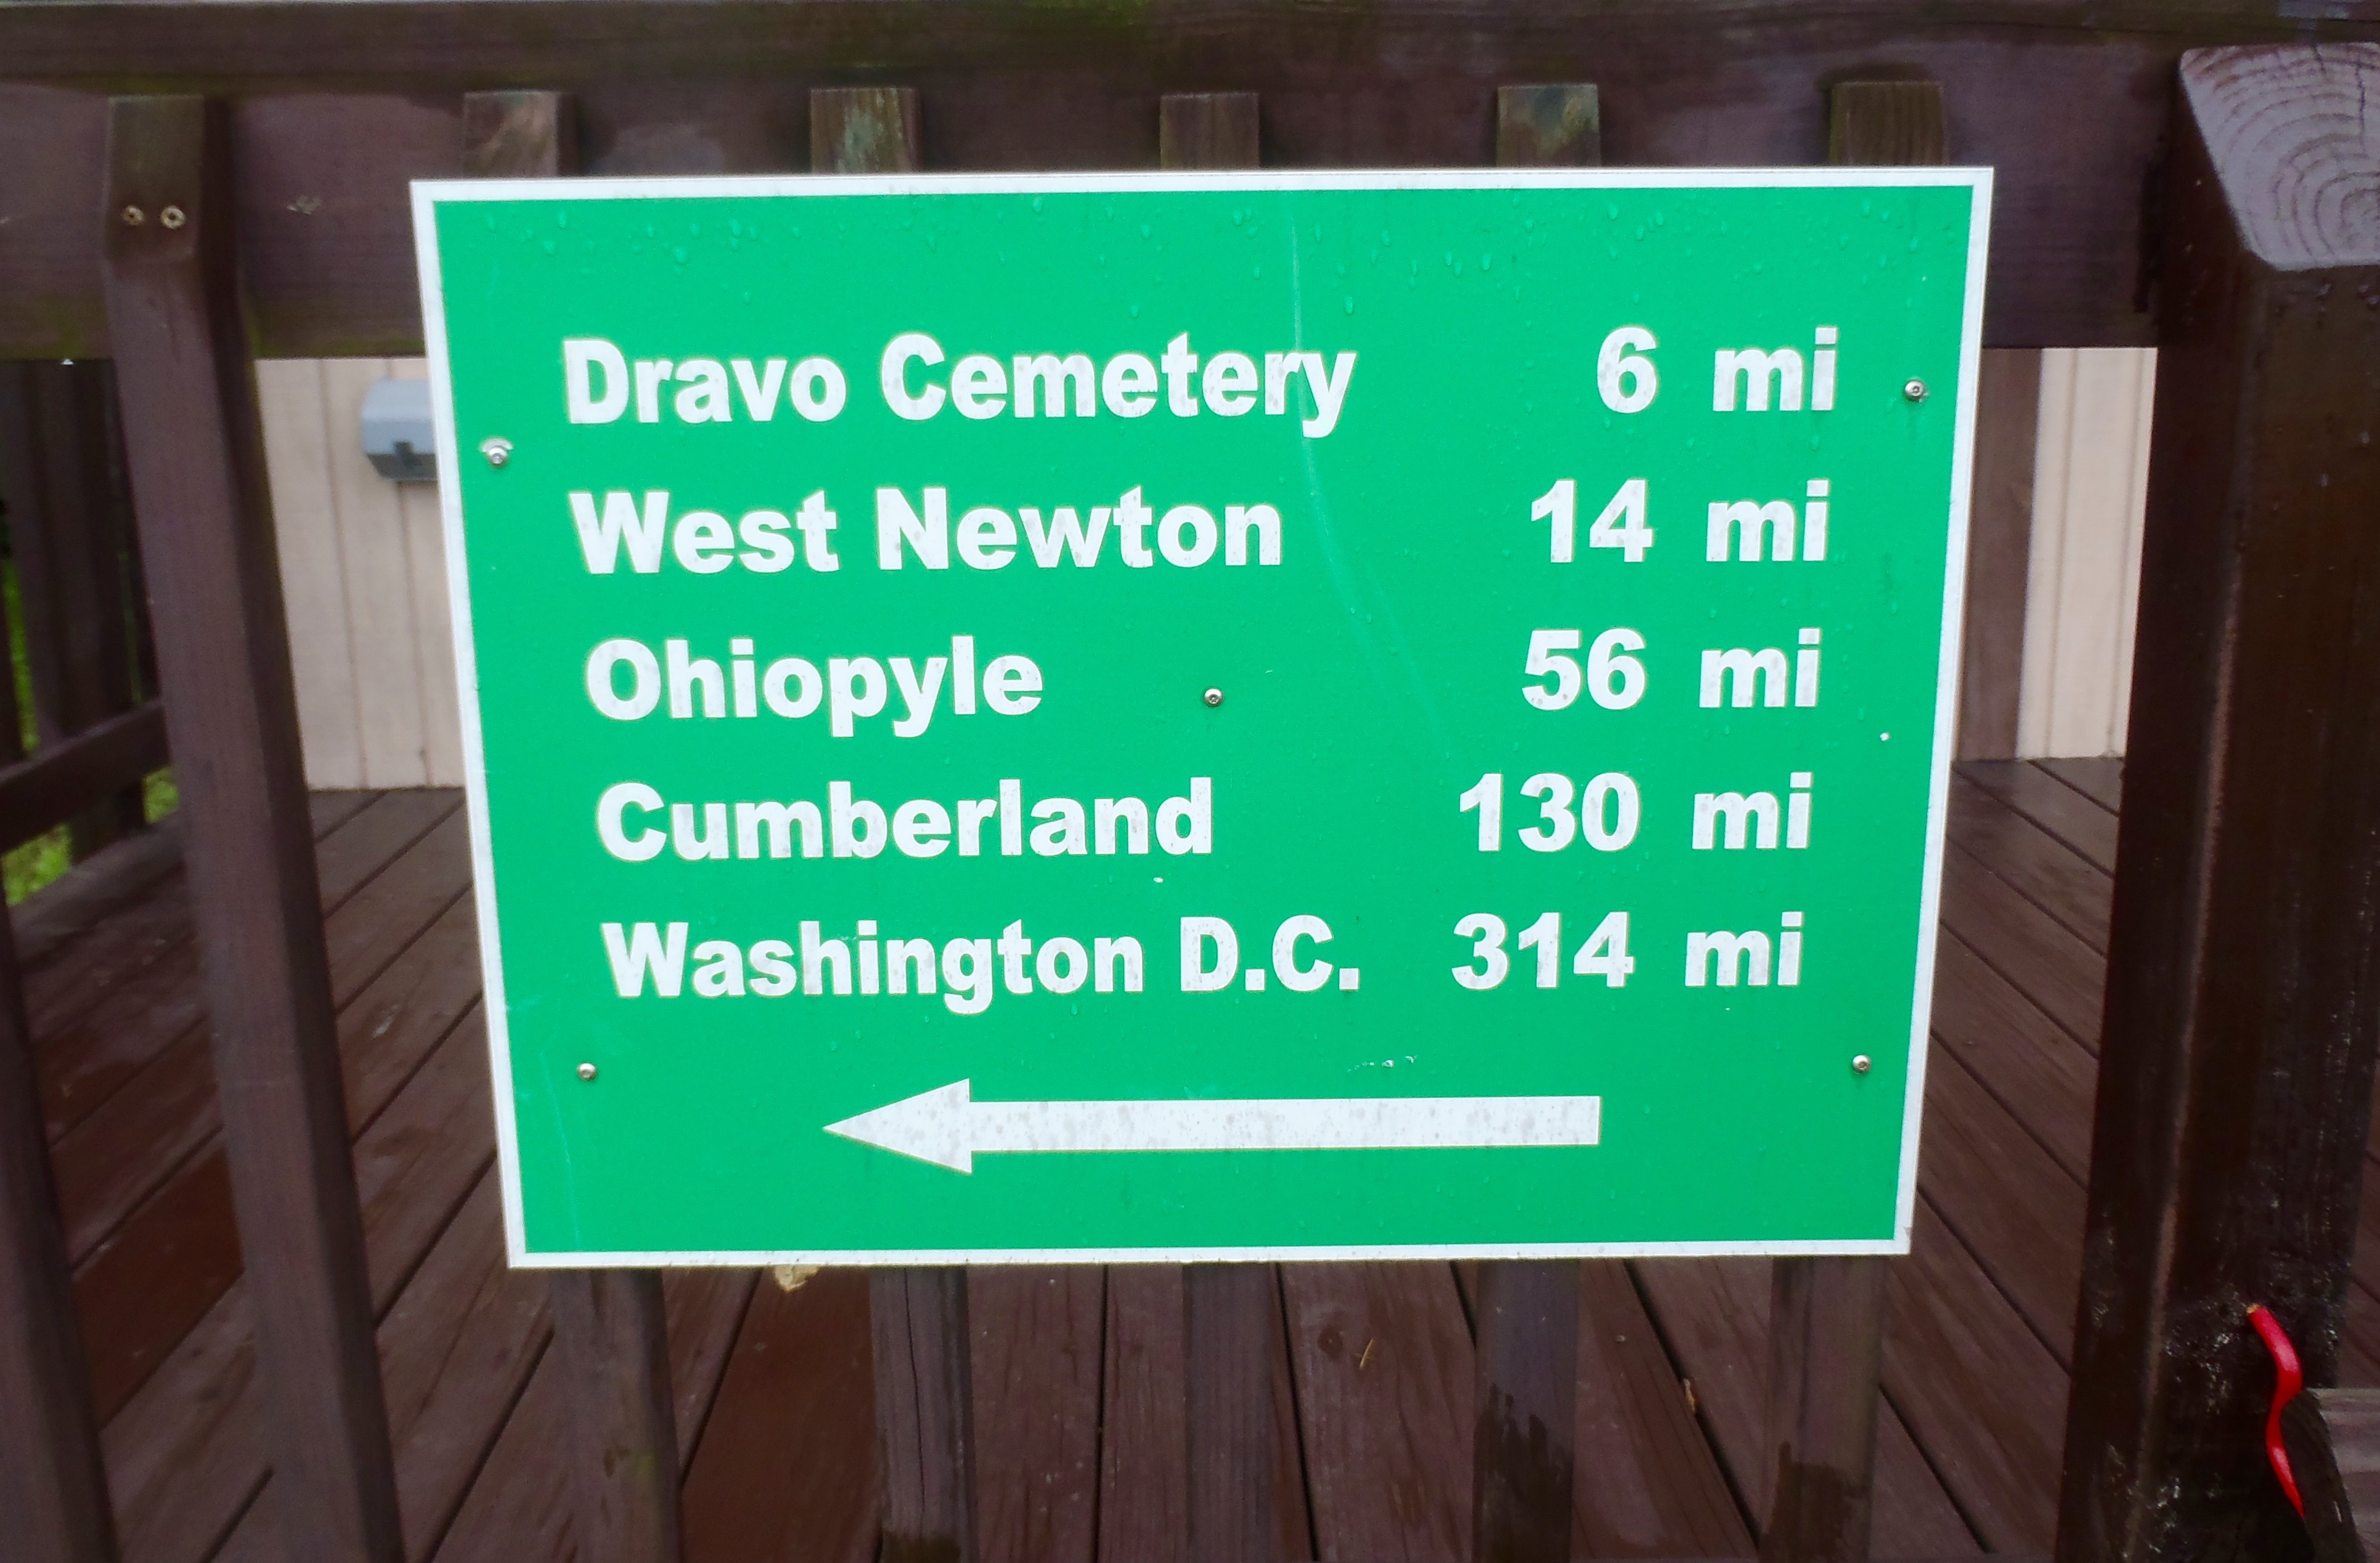 Dravo Cemetery 6 mi
West Newton 14 mi
Ohiopyle 56 mi
Cumberland 130 mi
Washington D.C. 314 mi